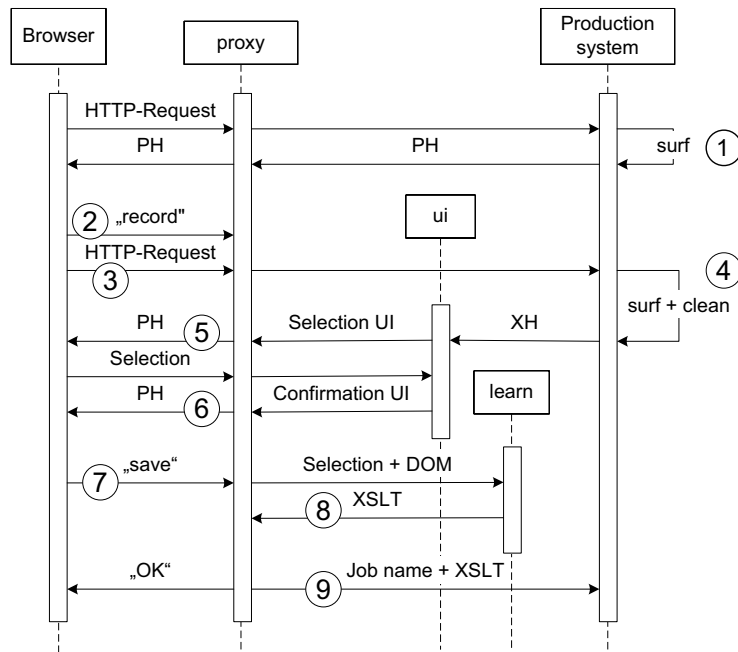 Browser
proxy
Production
system
HTTP-Request
PH
PH
surf
1
2
„record"
ui
HTTP-Request
3
4
surf + clean
PH
5
Selection UI
XH
Selection
PH
6
Confirmation UI
learn
7
„save“
Selection + DOM
8
XSLT
„OK“
9
Job name + XSLT